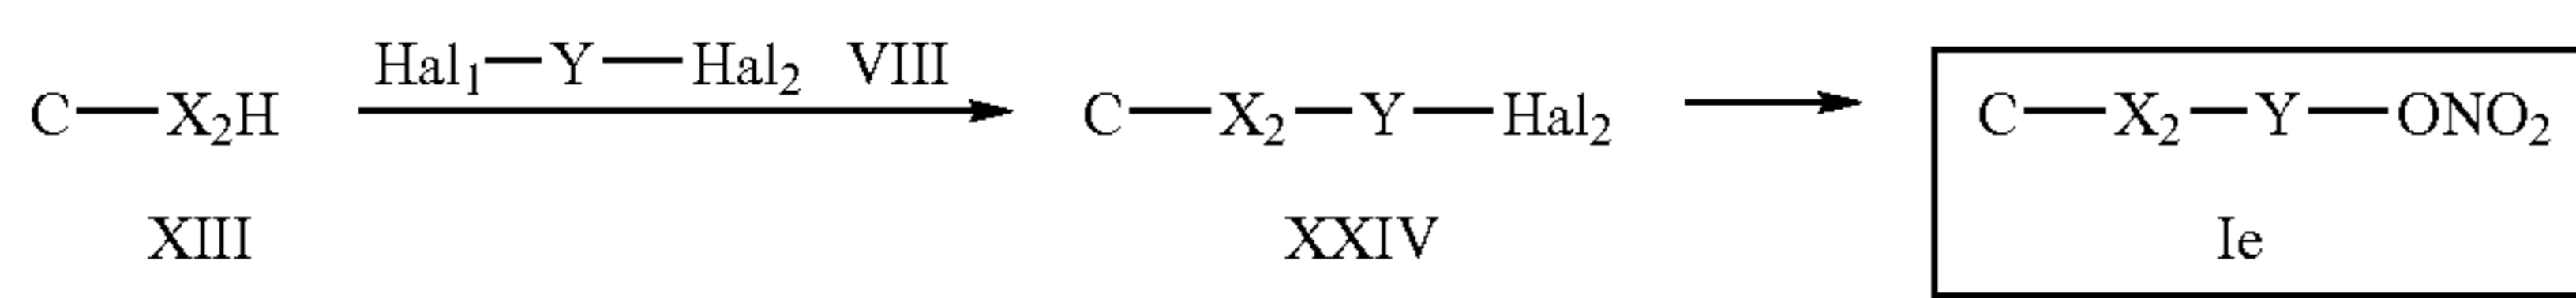 Hal₁—Y—Hal₂ VIII
C—X₂H → C—X₂—Y—Hal₂ → C—X₂—Y—ONO₂
XIII XXIV Ie